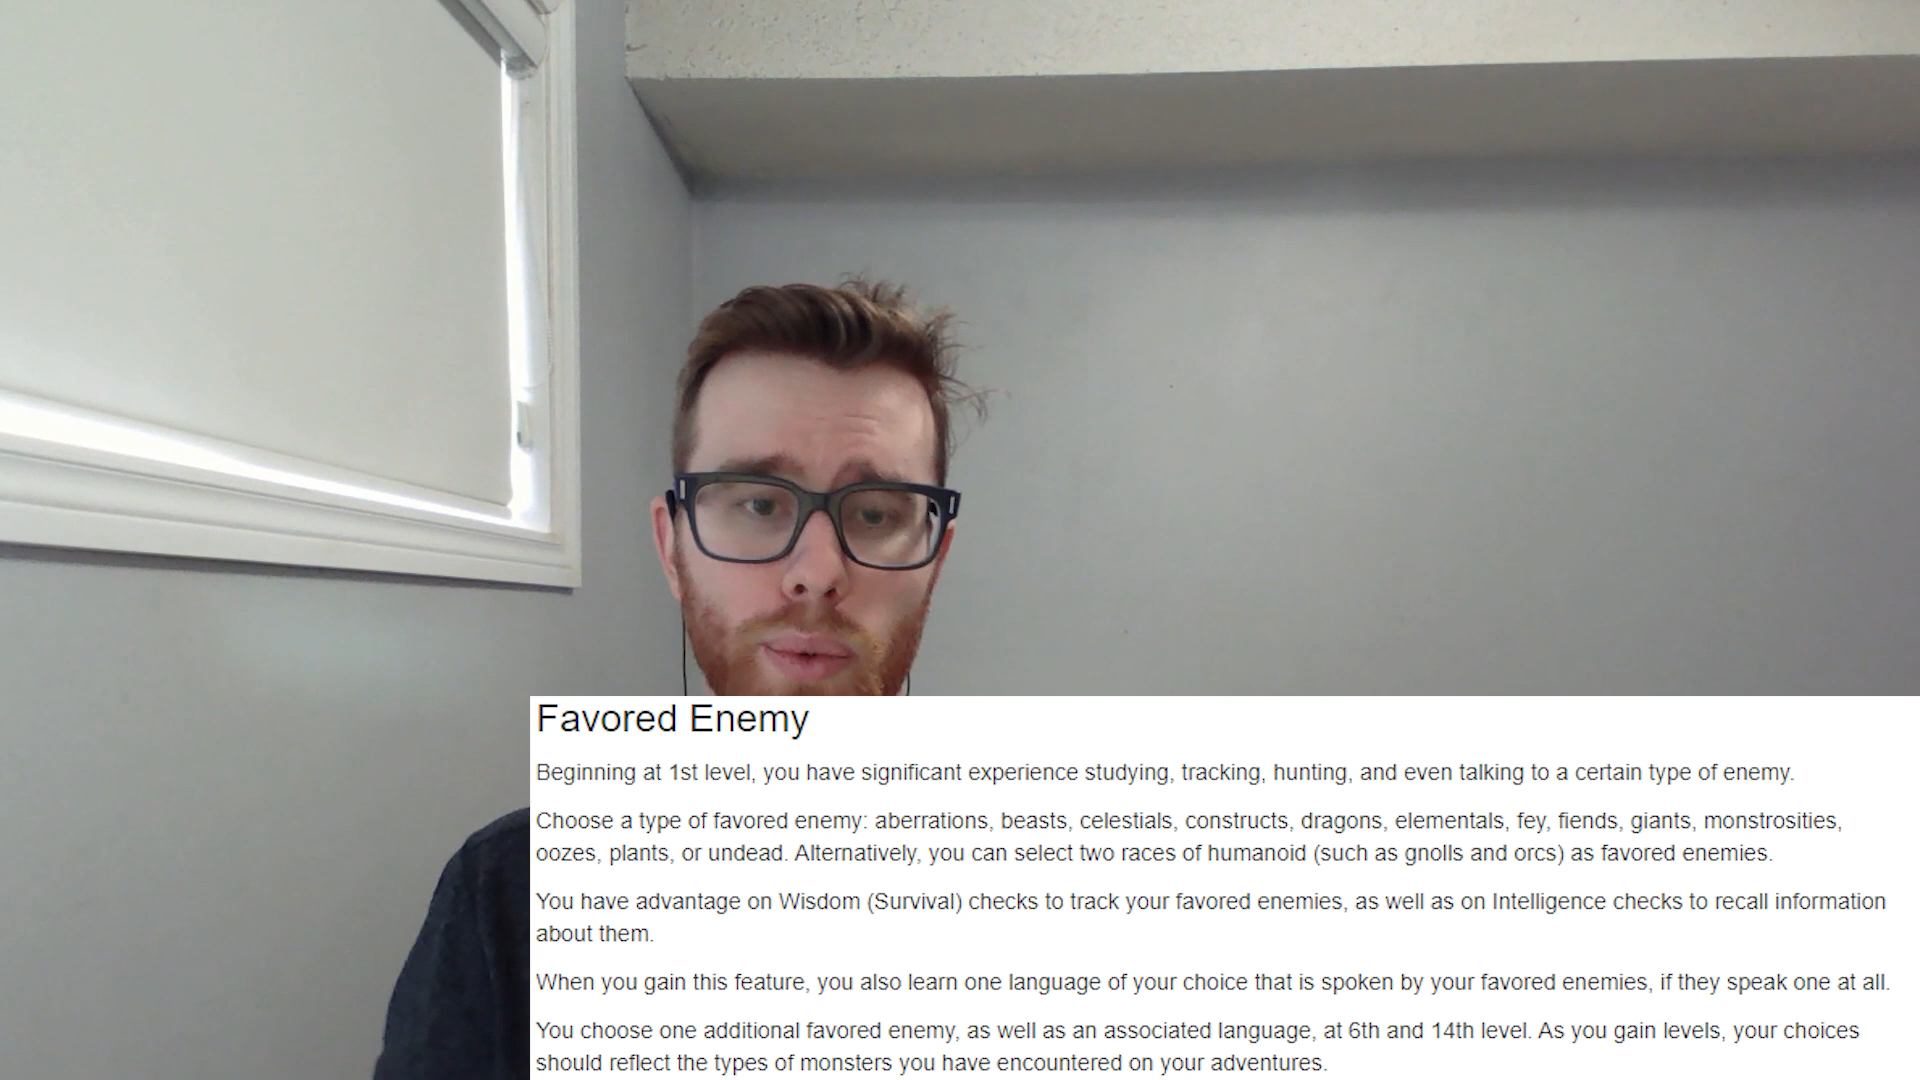 Favored Enemy
Beginning at 1st level, you have significant experience studying, tracking, hunting, and even talking to a certain type of enemy.
Choose a type of favored enemy: aberrations, beasts, celestials, constructs, dragons, elementals, fey, fiends, giants, monstrosities,
oozes, plants, or undead. Alternatively, you can select two races of humanoid (such as gnolls and orcs) as favored enemies.
You have advantage on Wisdom (Survival) checks to track your favored enemies, as well as on Intelligence checks to recall information
about them.
When you gain this feature, you also learn one language of your choice that is spoken by your favored enemies, if they speak one at all.
You choose one additional favored enemy, as well as an associated language, at 6th and 14th level. As you gain levels, your choices
should reflect the types of monsters you have encountered on your adventures.